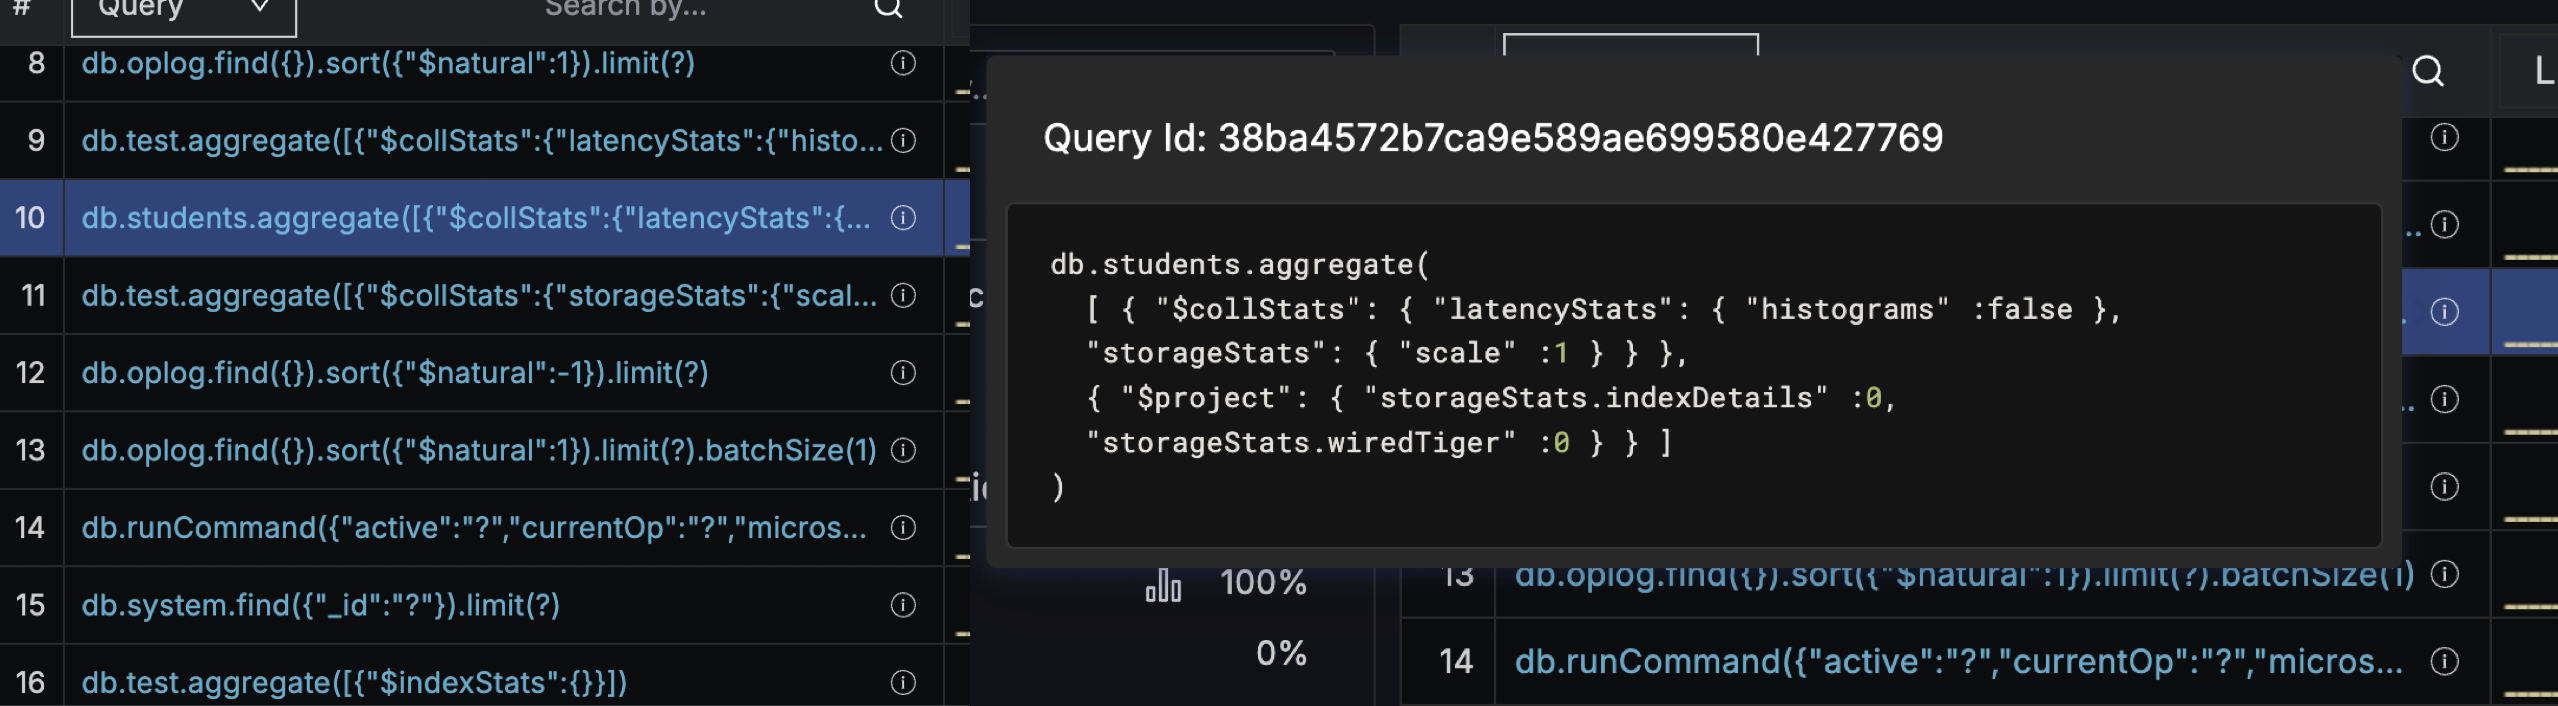 #
Query
Search by...
8 db.oplog.find({}).sort({"$natural":1}).limit(?)
9 db.test.aggregate([{"$collStats":{"latencyStats":{"histo...
10 db.students.aggregate([{"$collStats":{"latencyStats":{...
11 db.test.aggregate([{"$collStats":{"storageStats":{"scal...
12 db.oplog.find({}).sort({"$natural":-1}).limit(?)
13 db.oplog.find({}).sort({"$natural":1}).limit(?).batchSize(1)
14 db.runCommand({"active":"?","currentOp":"?","micros...
15 db.system.find({"_id":"?"}).limit(?)
16 db.test.aggregate([{"$indexStats":{}}])
L
Query Id: 38ba4572b7ca9e589ae699580e427769
db.students.aggregate(
[ { "$collStats": { "latencyStats": { "histograms" :false },
"storageStats": { "scale" :1 } } },
{ "$project": { "storageStats.indexDetails" :0,
"storageStats.wiredTiger" :0 } } ]
)
100%
0%
13 db.oplog.find({}).sort({"$natural":1}).limit(?).batchSize(1)
14 db.runCommand({"active":"?","currentOp":"?","micros...